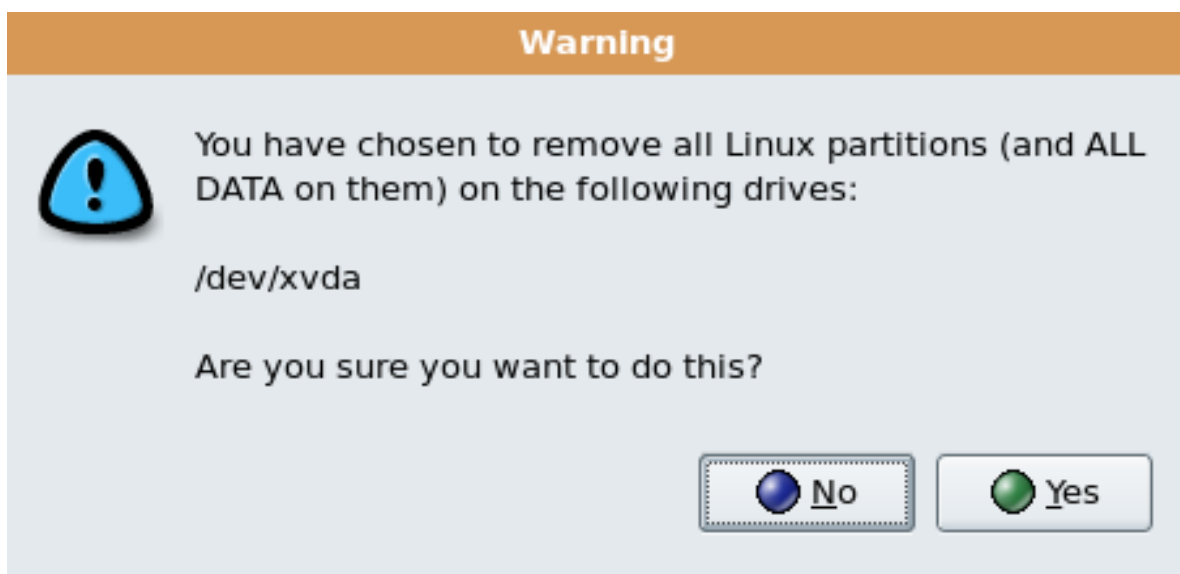 Warning
You have chosen to remove all Linux partitions (and ALL
DATA on them) on the following drives:
/dev/xvda
Are you sure you want to do this?
No
Yes